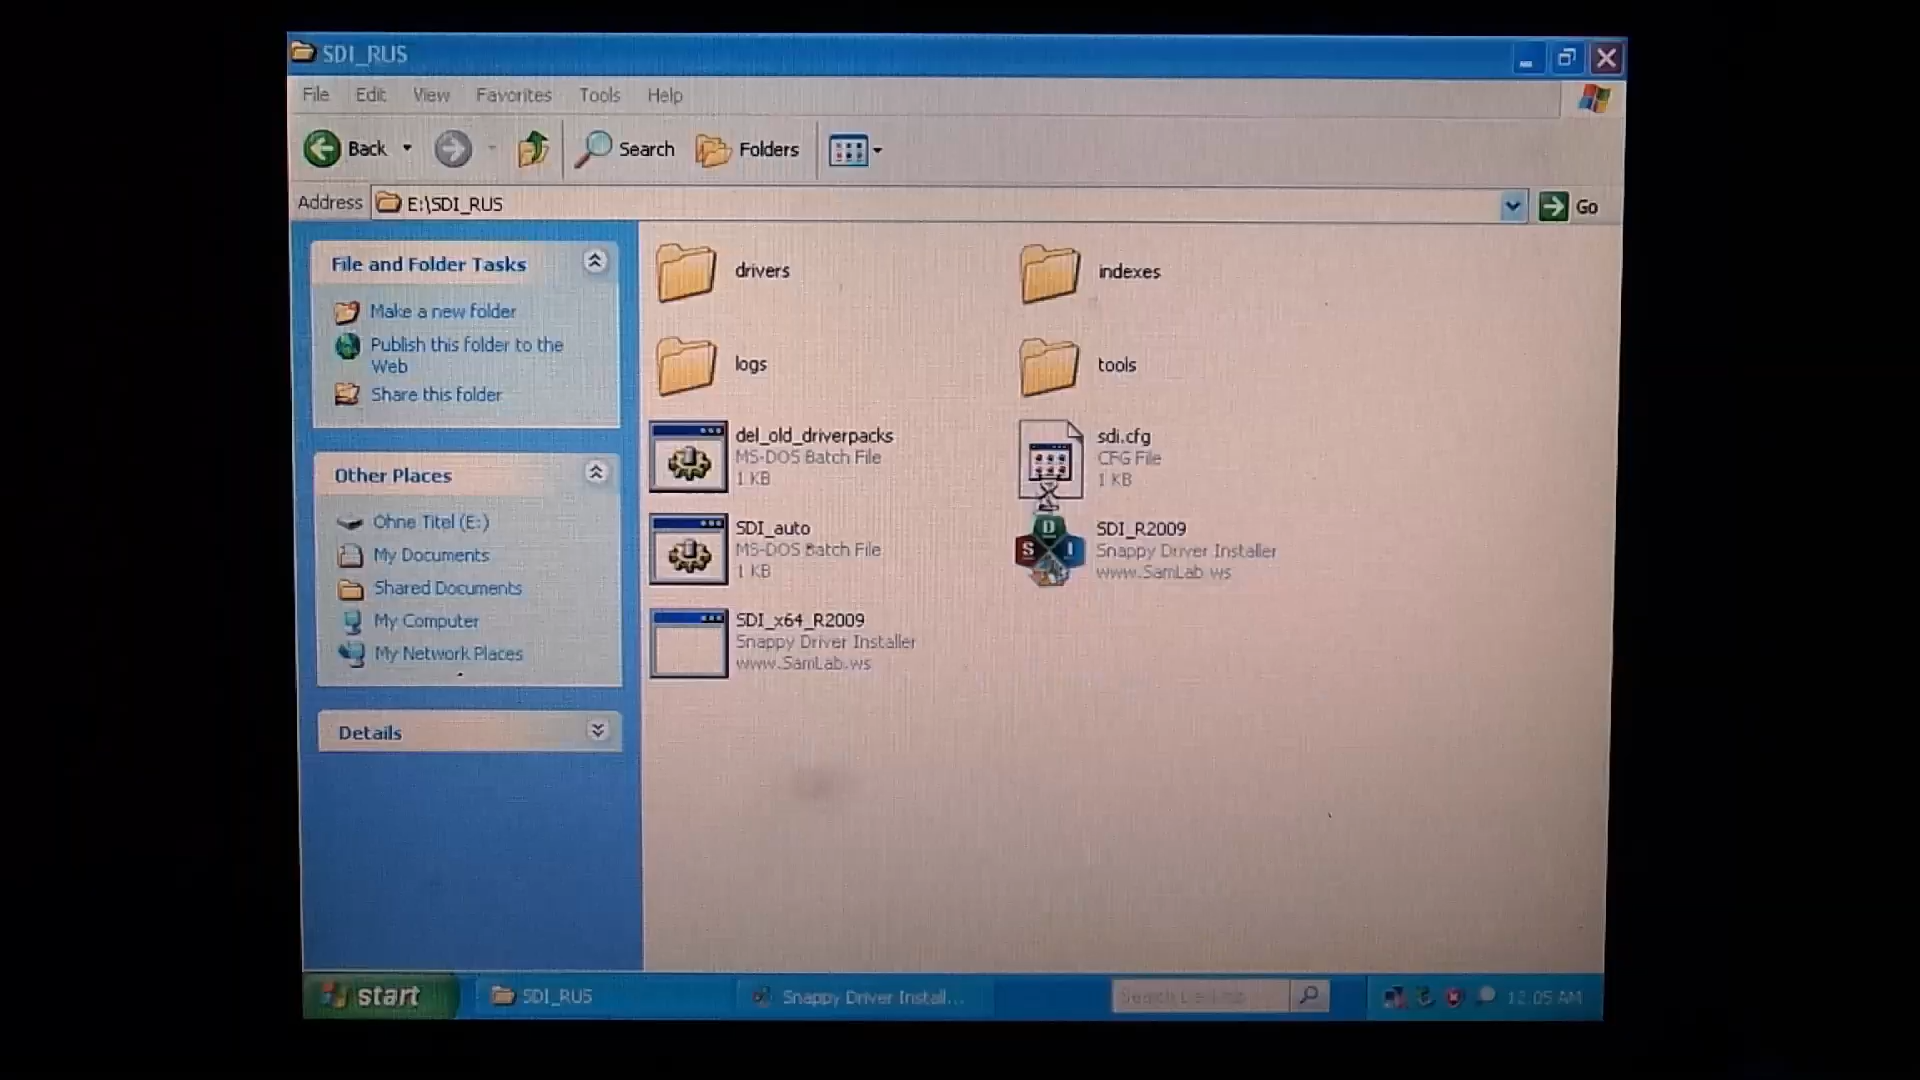 SDI_RUS
File Edit View Favorites Tools Help
Back Search Folders
Address E:\SDI_RUS Go
File and Folder Tasks
Make a new folder
Publish this folder to the
Web
Share this folder
Other Places
Ohne Titel (E:)
My Documents
Shared Documents
My Computer
My Network Places
Details
drivers
indexes
logs
tools
del_old_driverpacks
MS-DOS Batch File
1 KB
sdi.cfg
CFG File
1 KB
SDI_auto
MS-DOS Batch File
1 KB
D
S I
SDI_R2009
Snappy Driver Installer
www.SamLab.ws
SDI_x64_R2009
Snappy Driver Installer
www.SamLab.ws
start SDI_RUS Snappy Driver Install... Search 12:05 AM